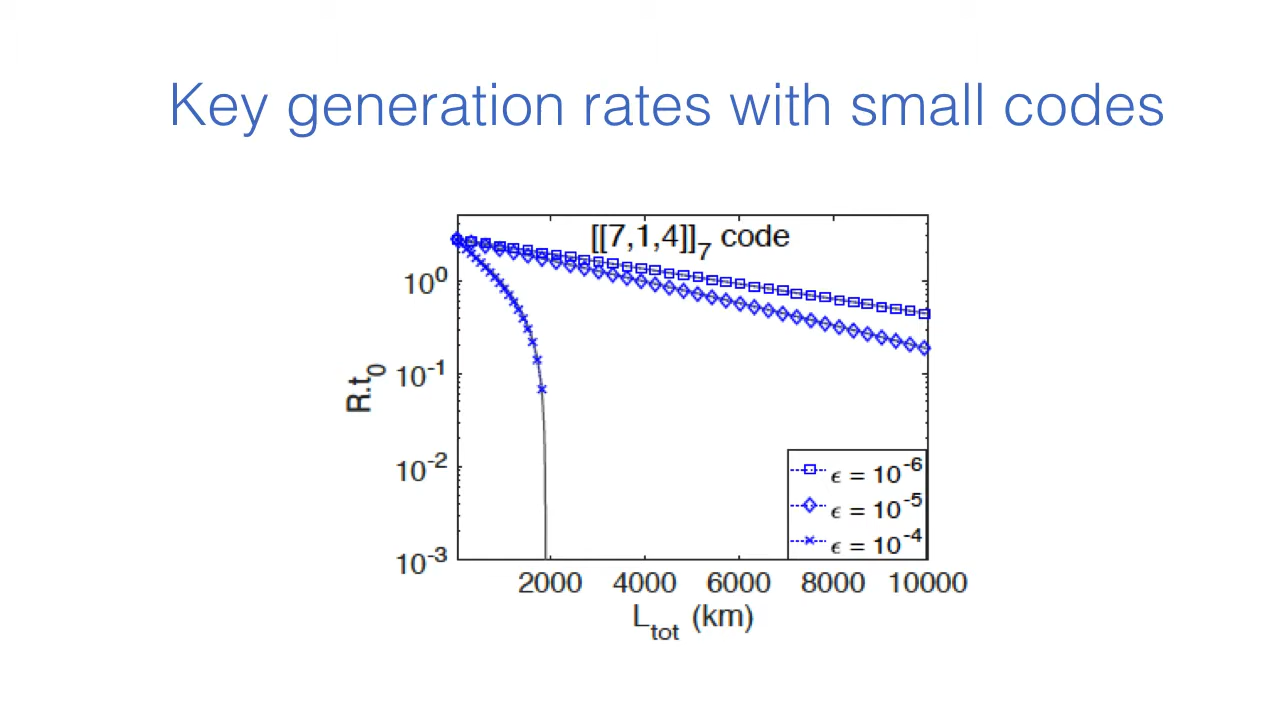 Key generation rates with small codes
[[7,1,4]]₇ code
10⁰
10⁻¹
10⁻²
10⁻³
R.t₀
ϵ = 10⁻⁶
ϵ = 10⁻⁵
ϵ = 10⁻⁴
2000 4000 6000 8000 10000
Ltot (km)